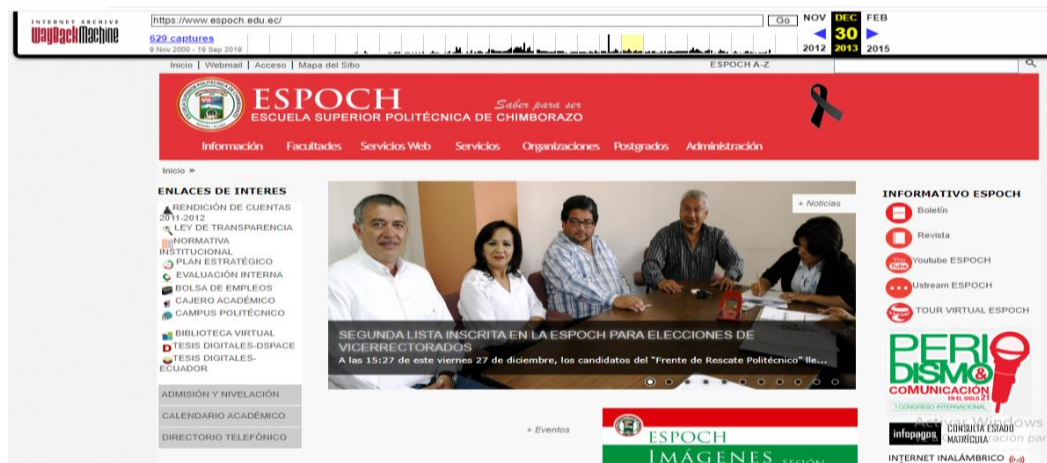 INTERNET ARCHIVE
WayBackMachine
https://www.espoch.edu.ec/
Go
NOV DEC FEB
629 captures
30
9 Nov 2000 - 19 Sep 2019
2012 2013 2015
Inicio | Webmail | Acceso | Mapa del Sitio
ESPOCH A-Z
ESPOCH
Saber para ser
ESCUELA SUPERIOR POLITÉCNICA DE CHIMBORAZO
Información Facultades Servicios Web Servicios Organizaciones Postgrados Administración
Inicio »
ENLACES DE INTERES
RENDICIÓN DE CUENTAS
2011-2012
LEY DE TRANSPARENCIA
NORMATIVA
INSTITUCIONAL
PLAN ESTRATÉGICO
EVALUACIÓN INTERNA
BOLSA DE EMPLEOS
CAJERO ACADÉMICO
CAMPUS POLITÉCNICO
BIBLIOTECA VIRTUAL
TESIS DIGITALES-DSPACE
TESIS DIGITALES-
ECUADOR
ADMISIÓN Y NIVELACIÓN
CALENDARIO ACADÉMICO
DIRECTORIO TELEFÓNICO
+ Noticias
SEGUNDA LISTA INSCRITA EN LA ESPOCH PARA ELECCIONES DE
VICERRECTORADOS
A las 15:27 de este viernes 27 de diciembre, los candidatos del "Frente de Rescate Politécnico" lle...
+ Eventos
ESPOCH
IMÁGENES SESIÓN
INFORMATIVO ESPOCH
Boletín
Revista
You Tube
Youtube ESPOCH
Ustream ESPOCH
TOUR VIRTUAL ESPOCH
PERI
DISMO&
COMUNICACIÓN
EN EL SIGLO 21
I CONGRESO INTERNACIONAL
Activar Windows
infopagos CONSULTA ESTADO
MATRÍCULA
INTERNET INALÁMBRICO